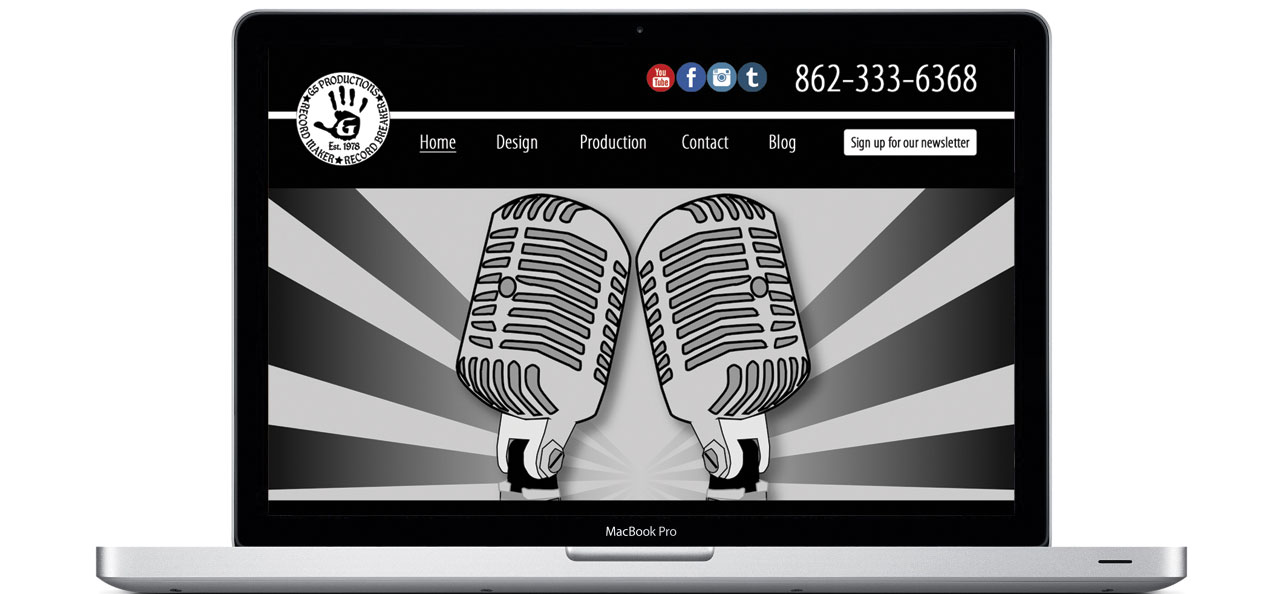 862-333-6368
You
Tube
f
t
G5 PRODUCTIONS
RECORD MAKER ★ RECORD BREAKER
G
Est. 1978
Home Design Production Contact Blog Sign up for our newsletter
MacBook Pro